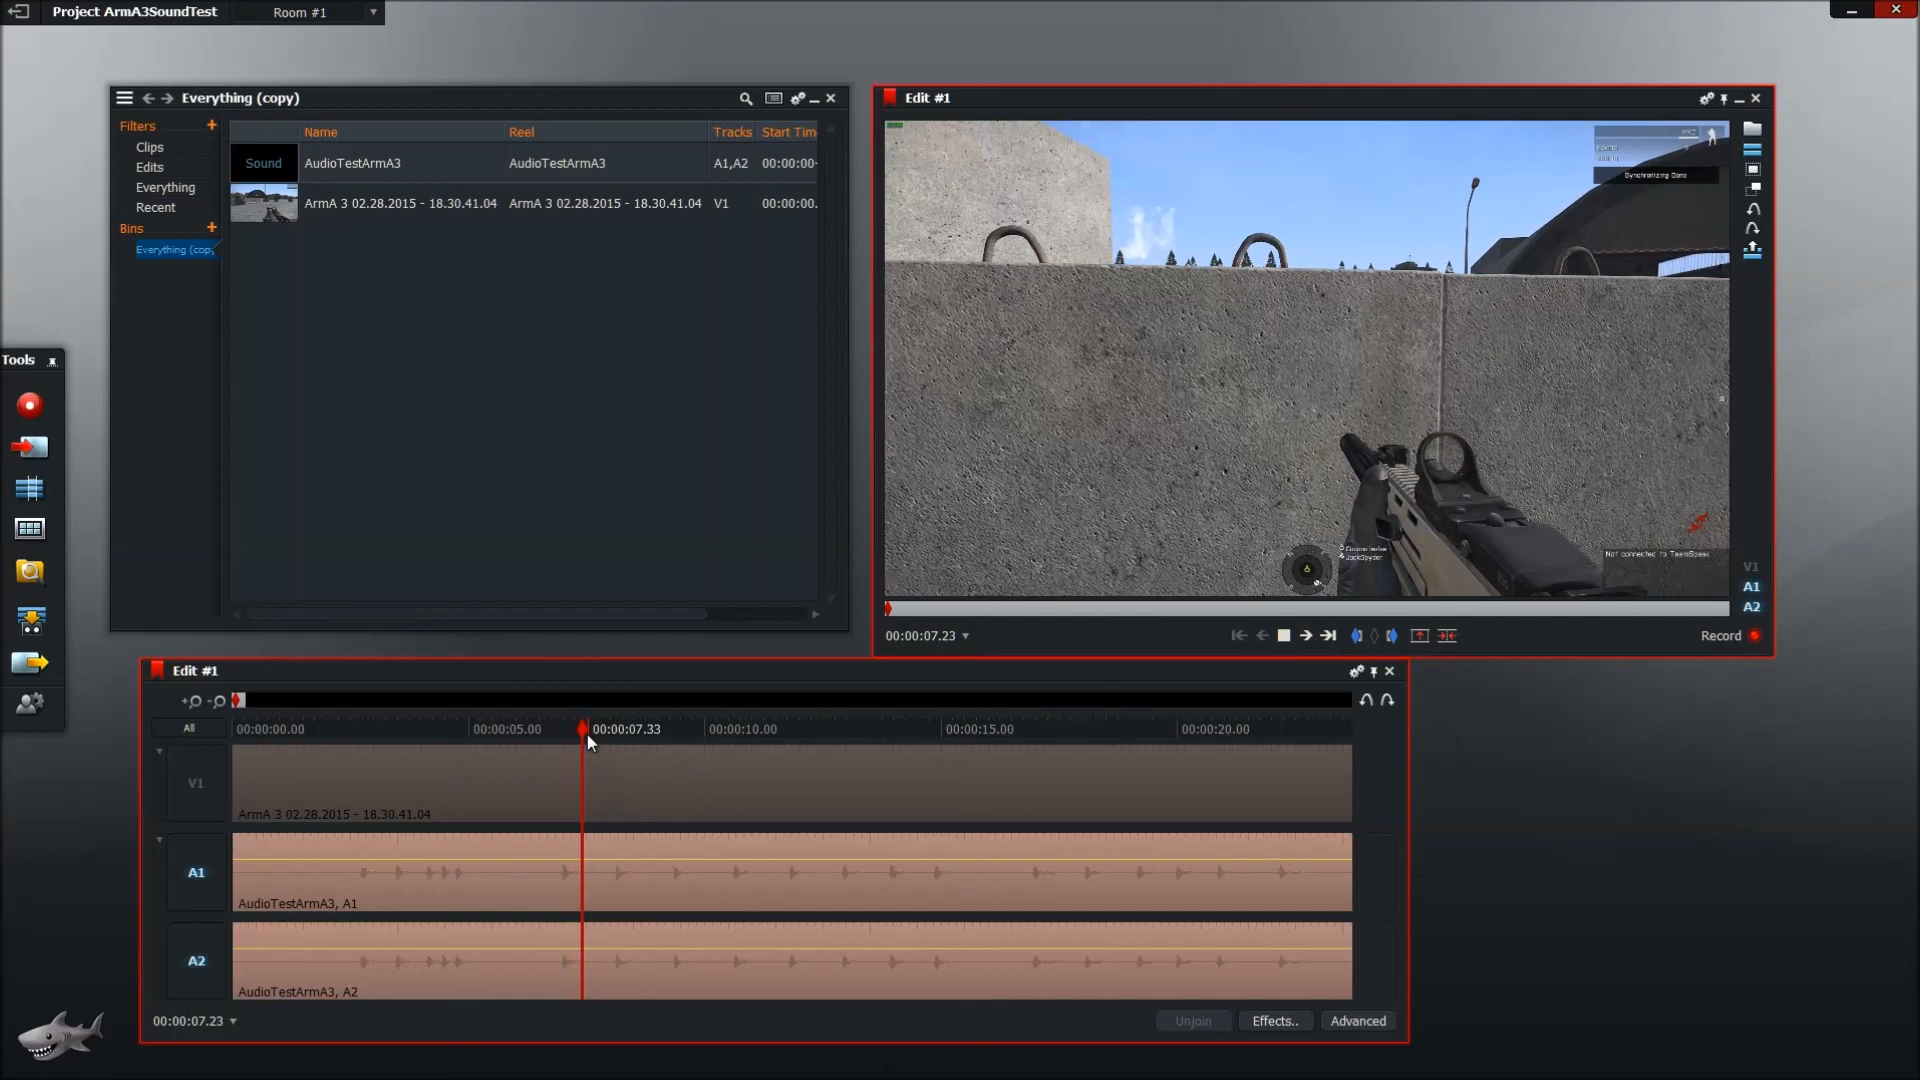 Project ArmA3SoundTest
Room #1
Everything (copy)
Filters
Clips
Edits
Everything
Recent
Bins
Everything (cop
Name Reel Tracks Start Tim
Sound AudioTestArmA3 AudioTestArmA3 A1,A2 00:00:00
ArmA 3 02.28.2015 - 18.30.41.04 ArmA 3 02.28.2015 - 18.30.41.04 V1 00:00:00.
Tools
Edit #1
Synchronizing Done
Not connected to TeamSpeak
V1
A1
A2
00:00:07.23
Record
Edit #1
All
00:00:00.00 00:00:05.00 00:00:07.33 00:00:10.00 00:00:15.00 00:00:20.00
V1
ArmA 3 02.28.2015 - 18.30.41.04
A1
AudioTestArmA3, A1
A2
AudioTestArmA3, A2
00:00:07.23
Unjoin
Effects..
Advanced